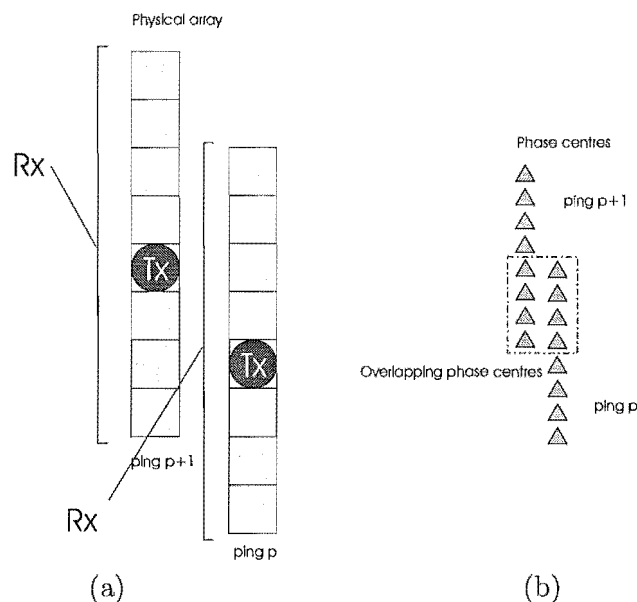 Physical array
Rx
Tx
ping p+1
Rx
Tx
ping p
(a)
Phase centres
ping p+1
Overlapping phase centres
ping p
(b)